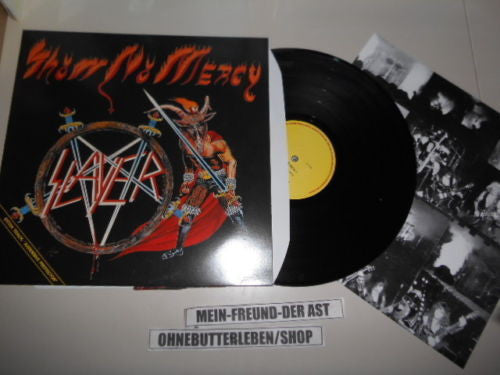 Show No Mercy
SLAYER
MEIN-FREUND-DER AST
OHNEBUTTERLEBEN/SHOP